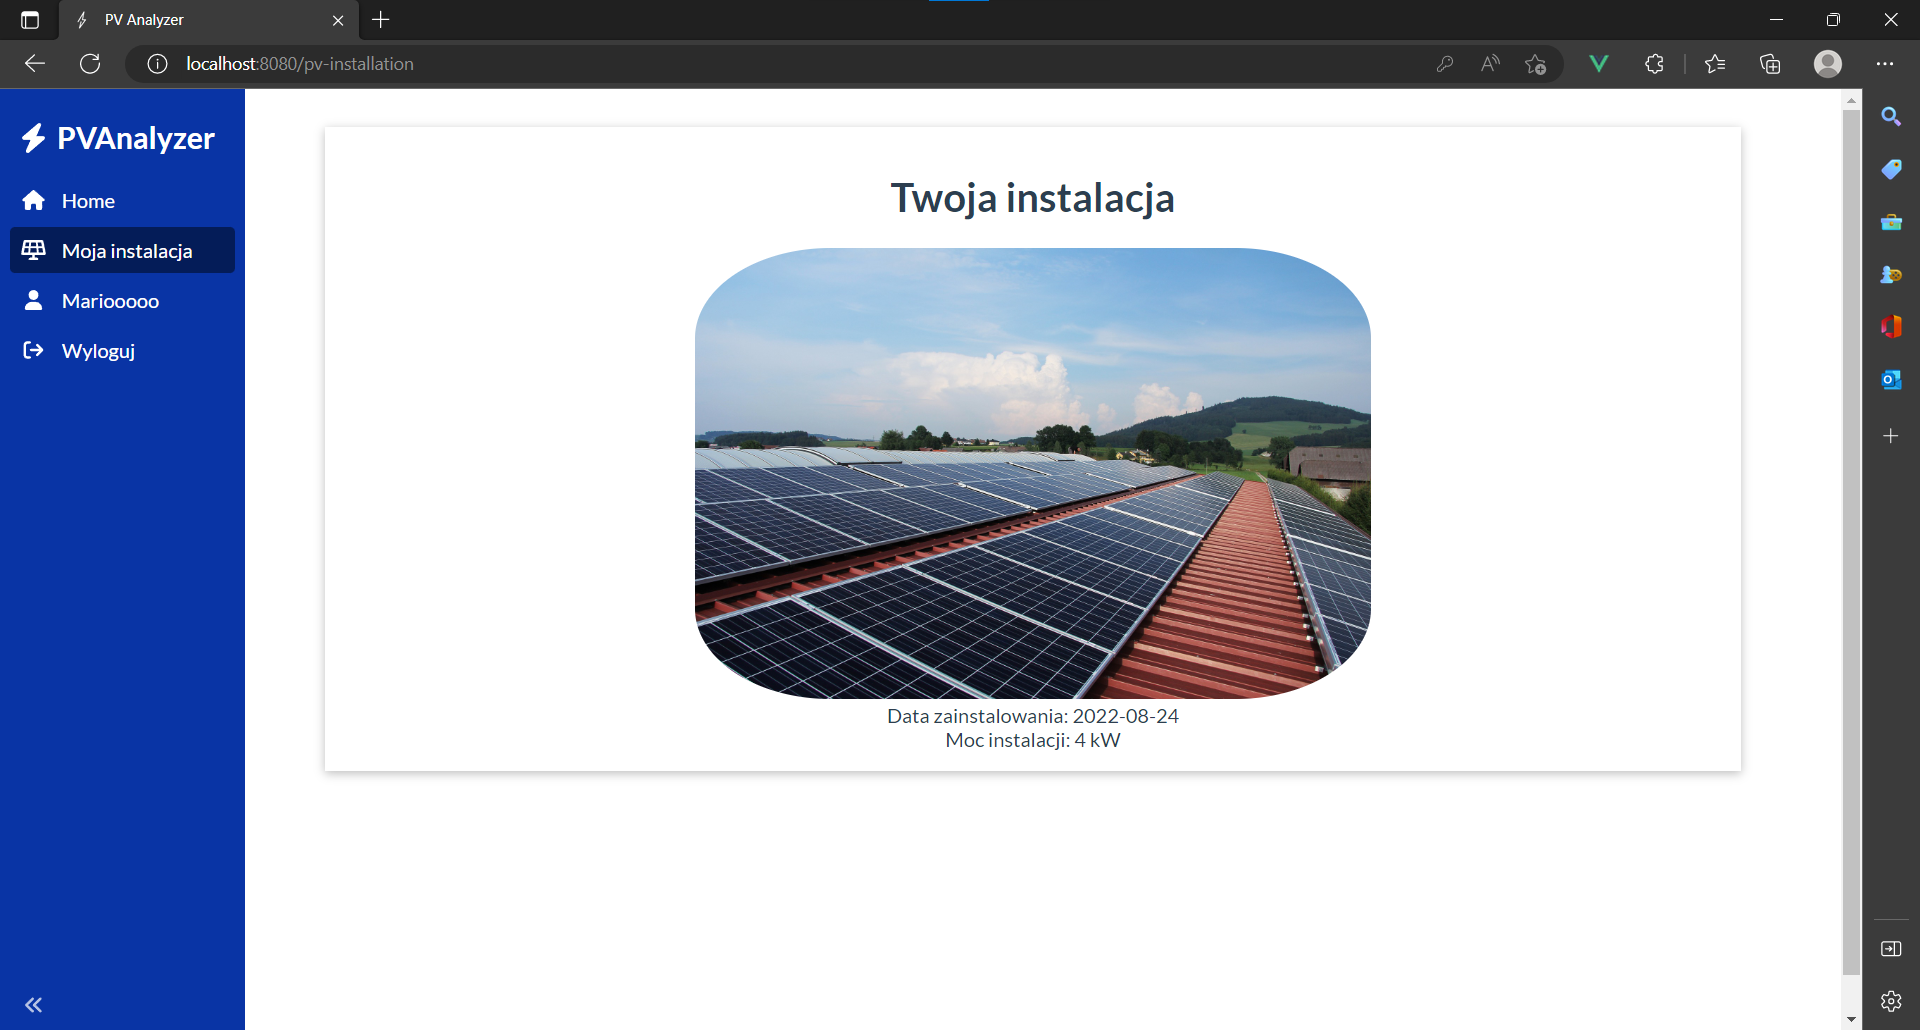 PV Analyzer
localhost:8080/pv-installation
PVAnalyzer
Home
Moja instalacja
Mariooooo
Wyloguj
Twoja instalacja
Data zainstalowania: 2022-08-24
Moc instalacji: 4 kW